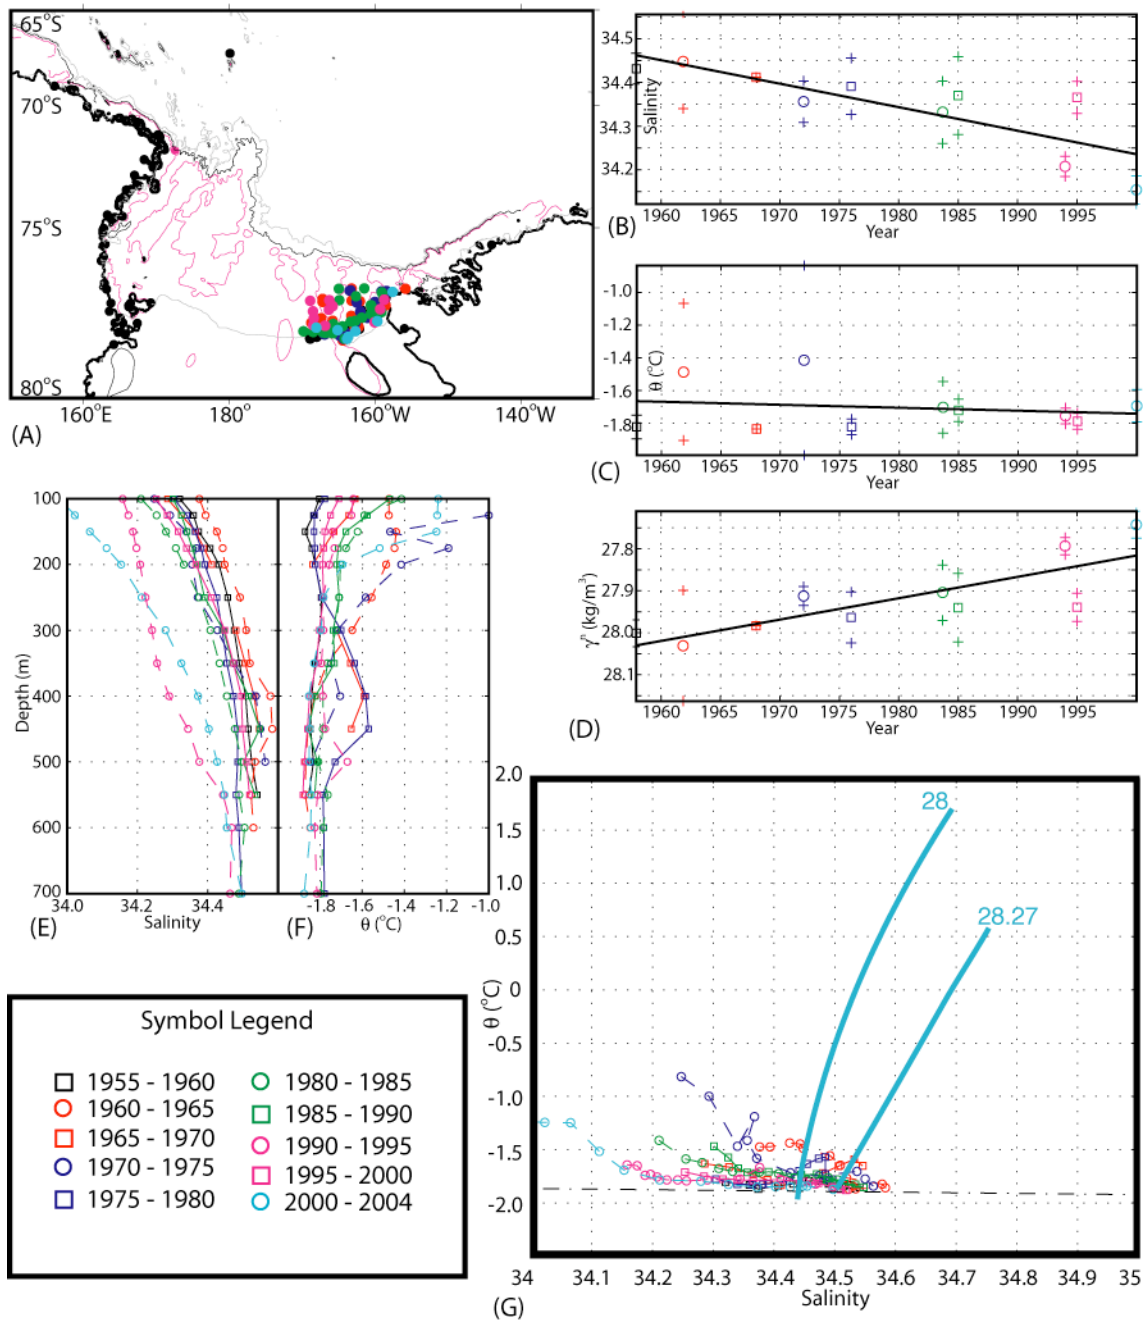 65°S
70°S
75°S
80°S
160°E
180°
160°W
140°W
(A)
34.5
34.4
34.3
34.2
Salinity
1960
1965
1970
1975
1980
1985
1990
1995
Year
(B)
-1.0
-1.2
-1.4
-1.6
-1.8
θ (°C)
1960
1965
1970
1975
1980
1985
1990
1995
Year
(C)
27.8
27.9
28.0
28.1
γⁿ (kg/m³)
1960
1965
1970
1975
1980
1985
1990
1995
Year
(D)
100
200
300
400
500
600
700
Depth (m)
34.0
34.2
34.4
Salinity
(E)
-1.8
-1.6
-1.4
-1.2
-1.0
θ (°C)
(F)
2.0
1.5
1.0
0.5
0
-0.5
-1.0
-1.5
-2.0
θ (°C)
28
28.27
34
34.1
34.2
34.3
34.4
34.5
34.6
34.7
34.8
34.9
35
Salinity
(G)
Symbol Legend
1955 - 1960
1960 - 1965
1965 - 1970
1970 - 1975
1975 - 1980
1980 - 1985
1985 - 1990
1990 - 1995
1995 - 2000
2000 - 2004